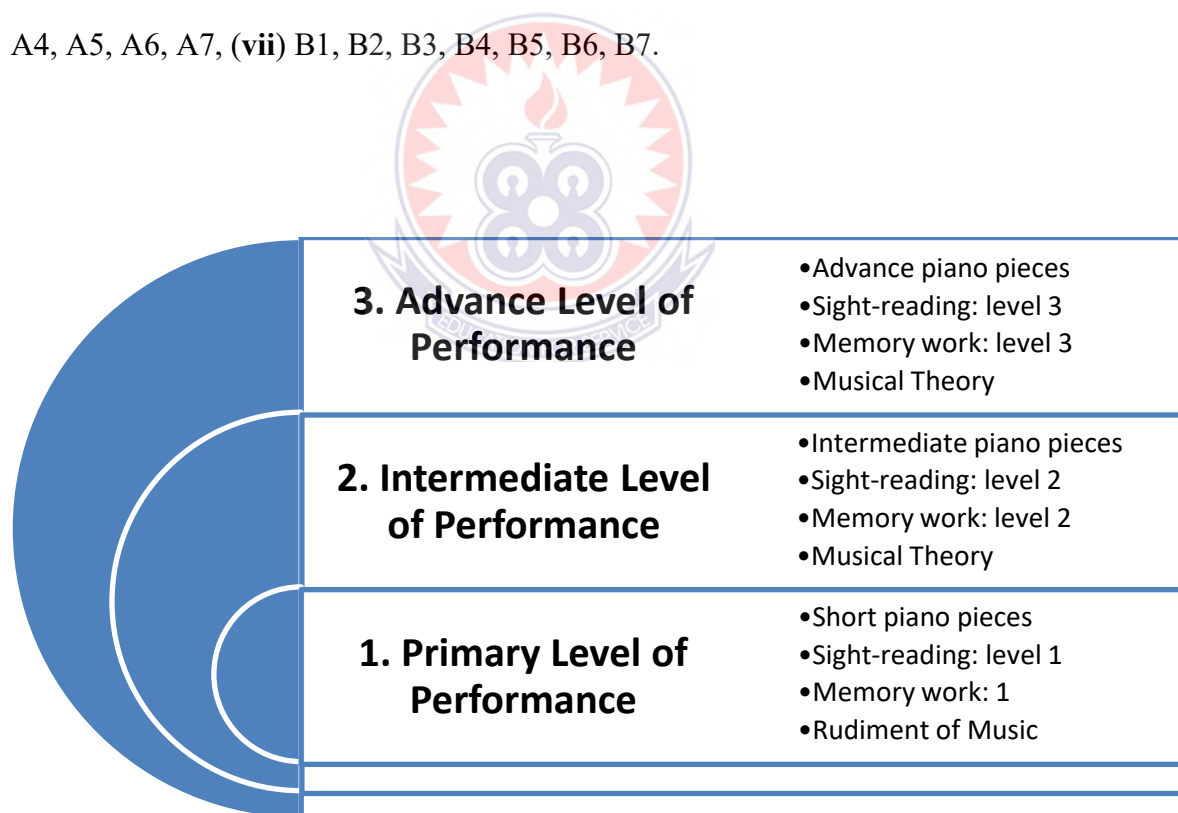 A4, A5, A6, A7, (vii) B1, B2, B3, B4, B5, B6, B7.
3. Advance Level of
Performance
•Advance piano pieces
•Sight-reading: level 3
•Memory work: level 3
•Musical Theory
2. Intermediate Level
of Performance
•Intermediate piano pieces
•Sight-reading: level 2
•Memory work: level 2
•Musical Theory
1. Primary Level of
Performance
•Short piano pieces
•Sight-reading: level 1
•Memory work: 1
•Rudiment of Music